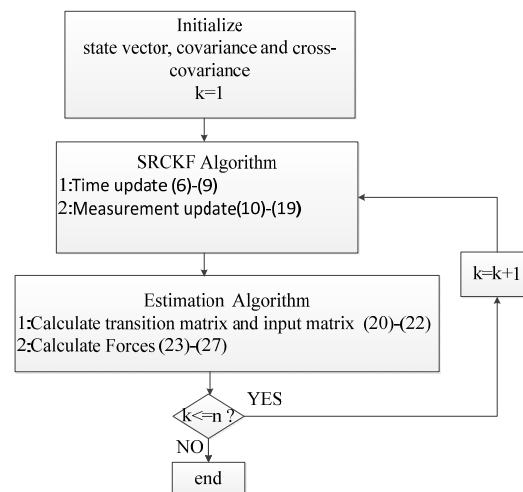 Initialize
state vector, covariance and cross-
covariance
k=1
SRCKF Algorithm
1:Time update (6)-(9)
2:Measurement update(10)-(19)
k=k+1
Estimation Algorithm
1:Calculate transition matrix and input matrix (20)-(22)
2:Calculate Forces (23)-(27)
YES
k<=n ?
NO
end